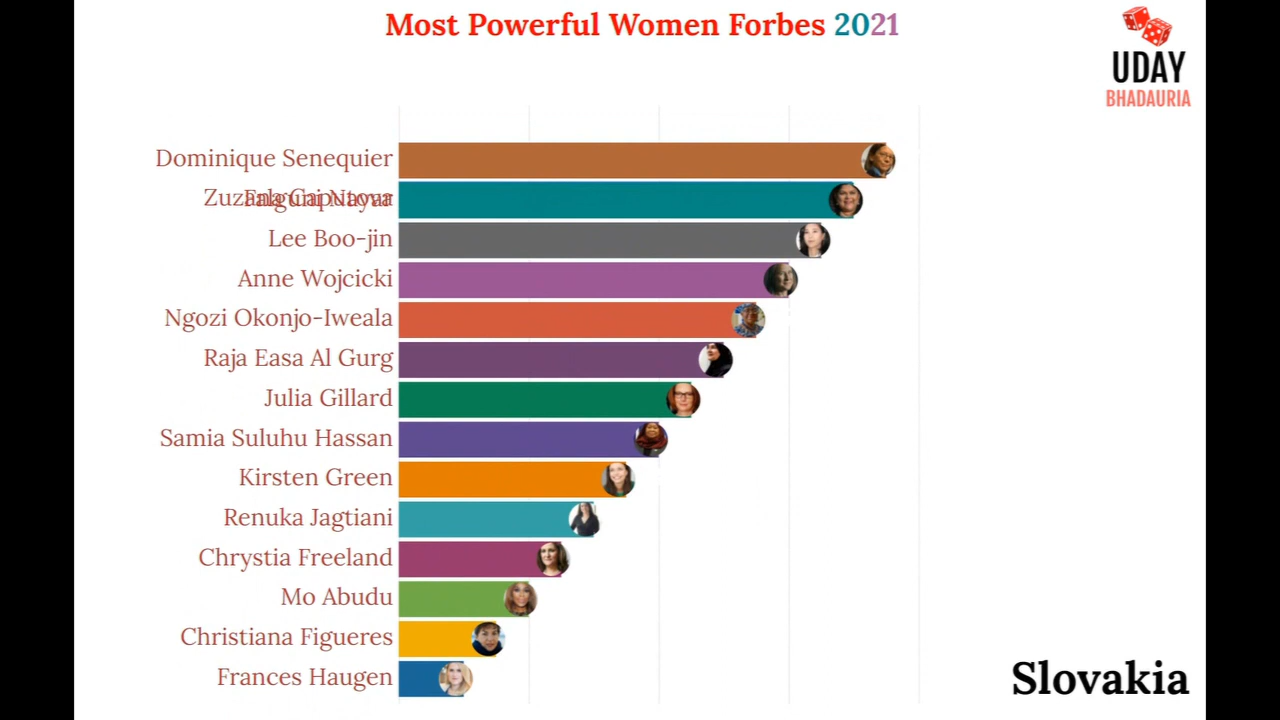 Most Powerful Women Forbes 2021
UDAY
BHADAURIA
Dominique Senequier
Lee Boo-jin
Anne Wojcicki
Ngozi Okonjo-Iweala
Raja Easa Al Gurg
Julia Gillard
Samia Suluhu Hassan
Kirsten Green
Renuka Jagtiani
Chrystia Freeland
Mo Abudu
Christiana Figueres
Frances Haugen
Slovakia